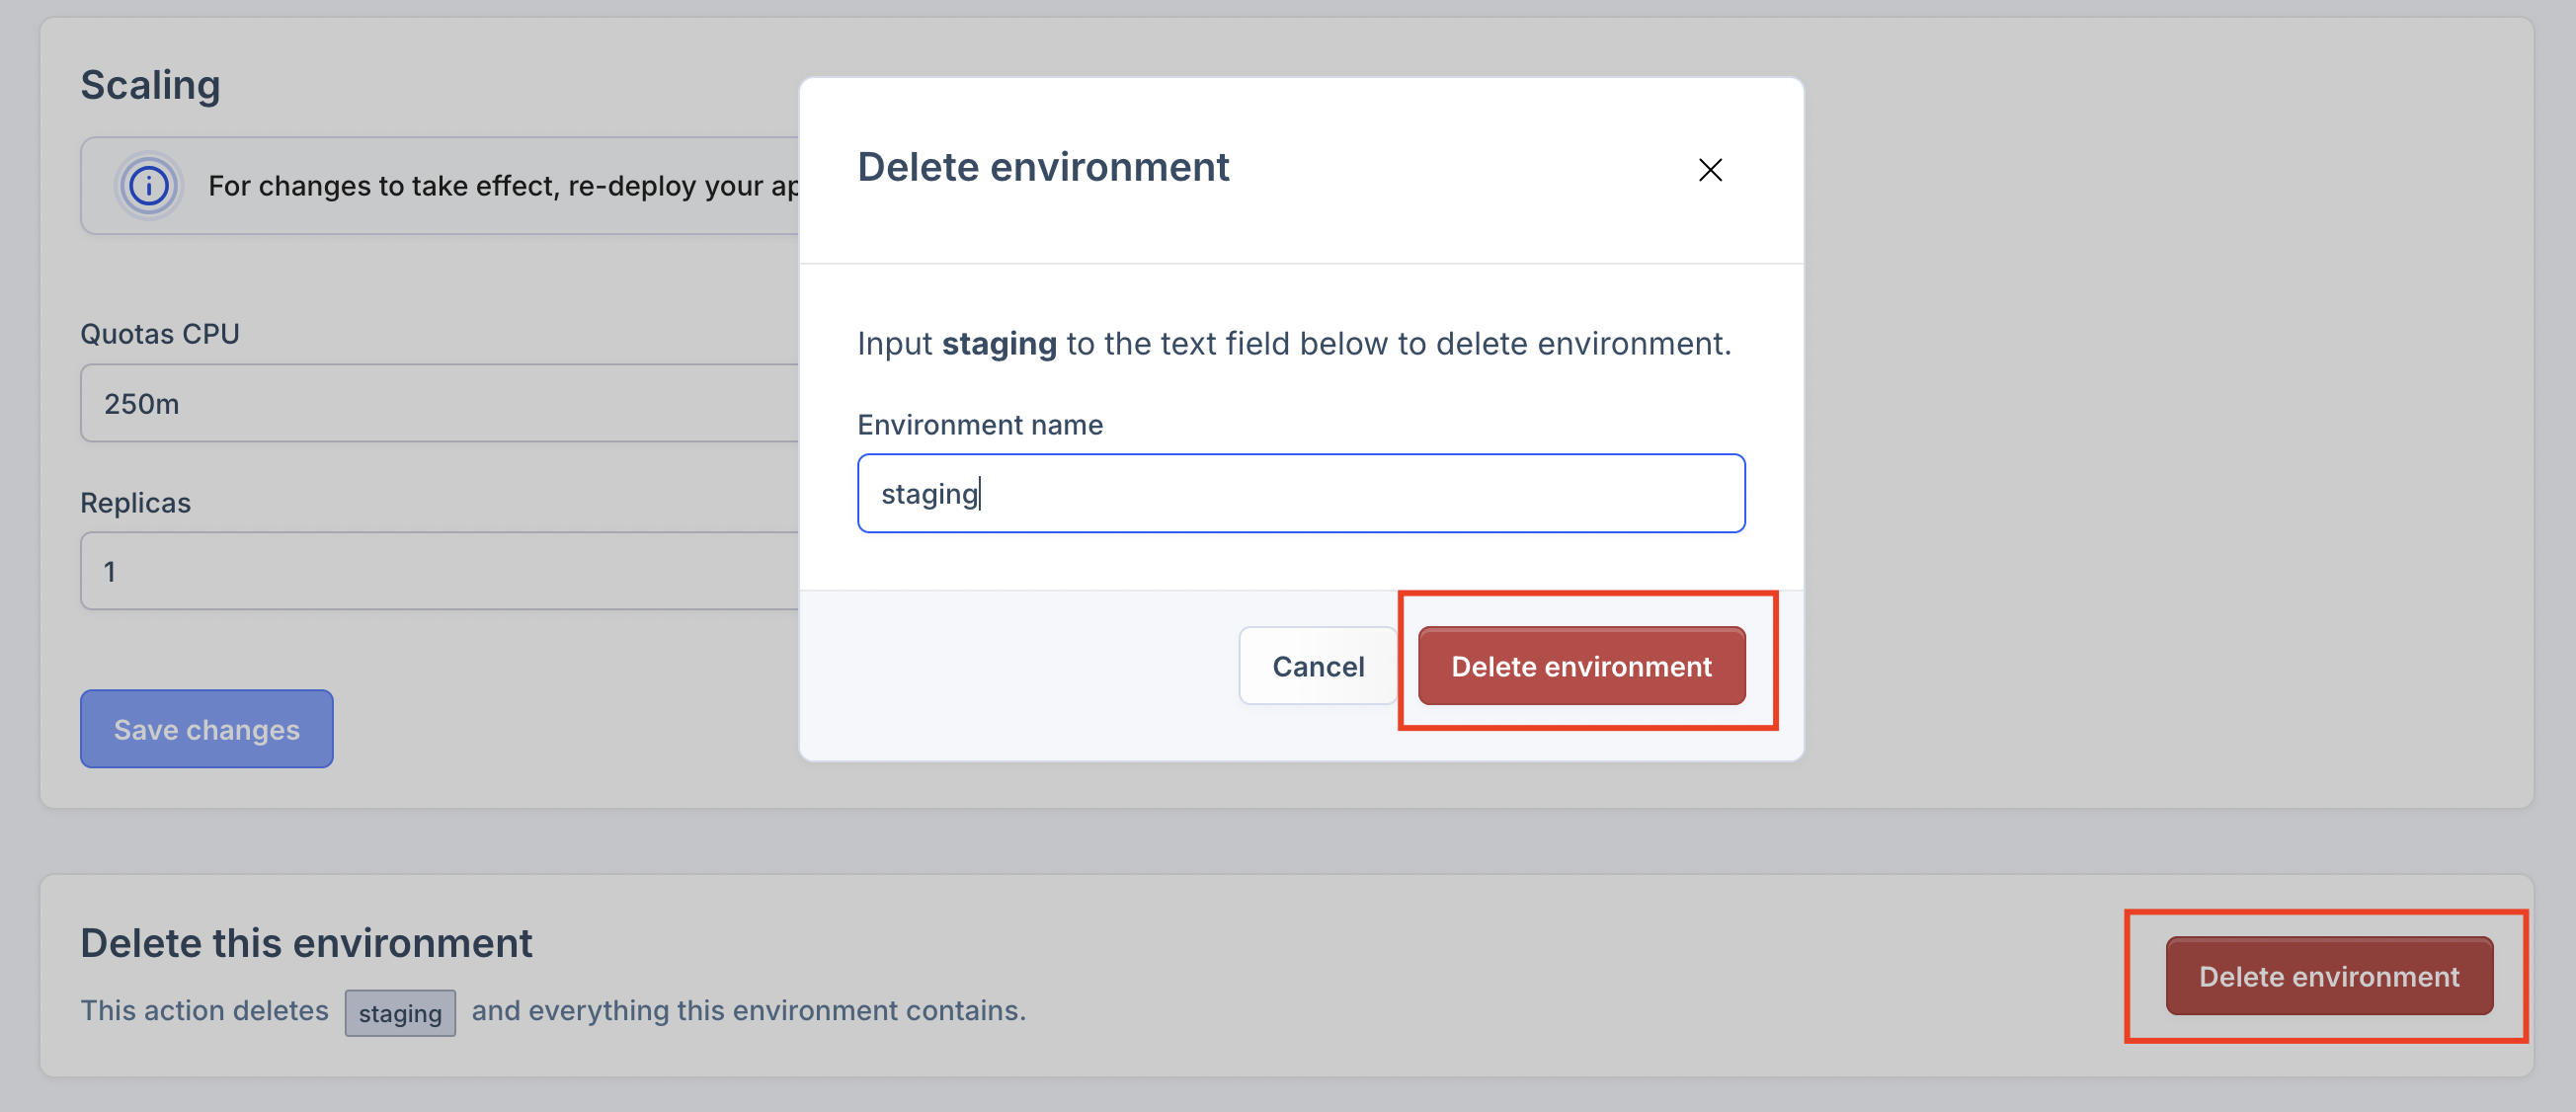 Scaling
For changes to take effect, re-deploy your
Quotas CPU
250m
Replicas
1
Save changes
Delete environment
Input staging to the text field below to delete environment.
Environment name
staging
Cancel
Delete environment
Delete this environment
This action deletes staging and everything this environment contains.
Delete environment